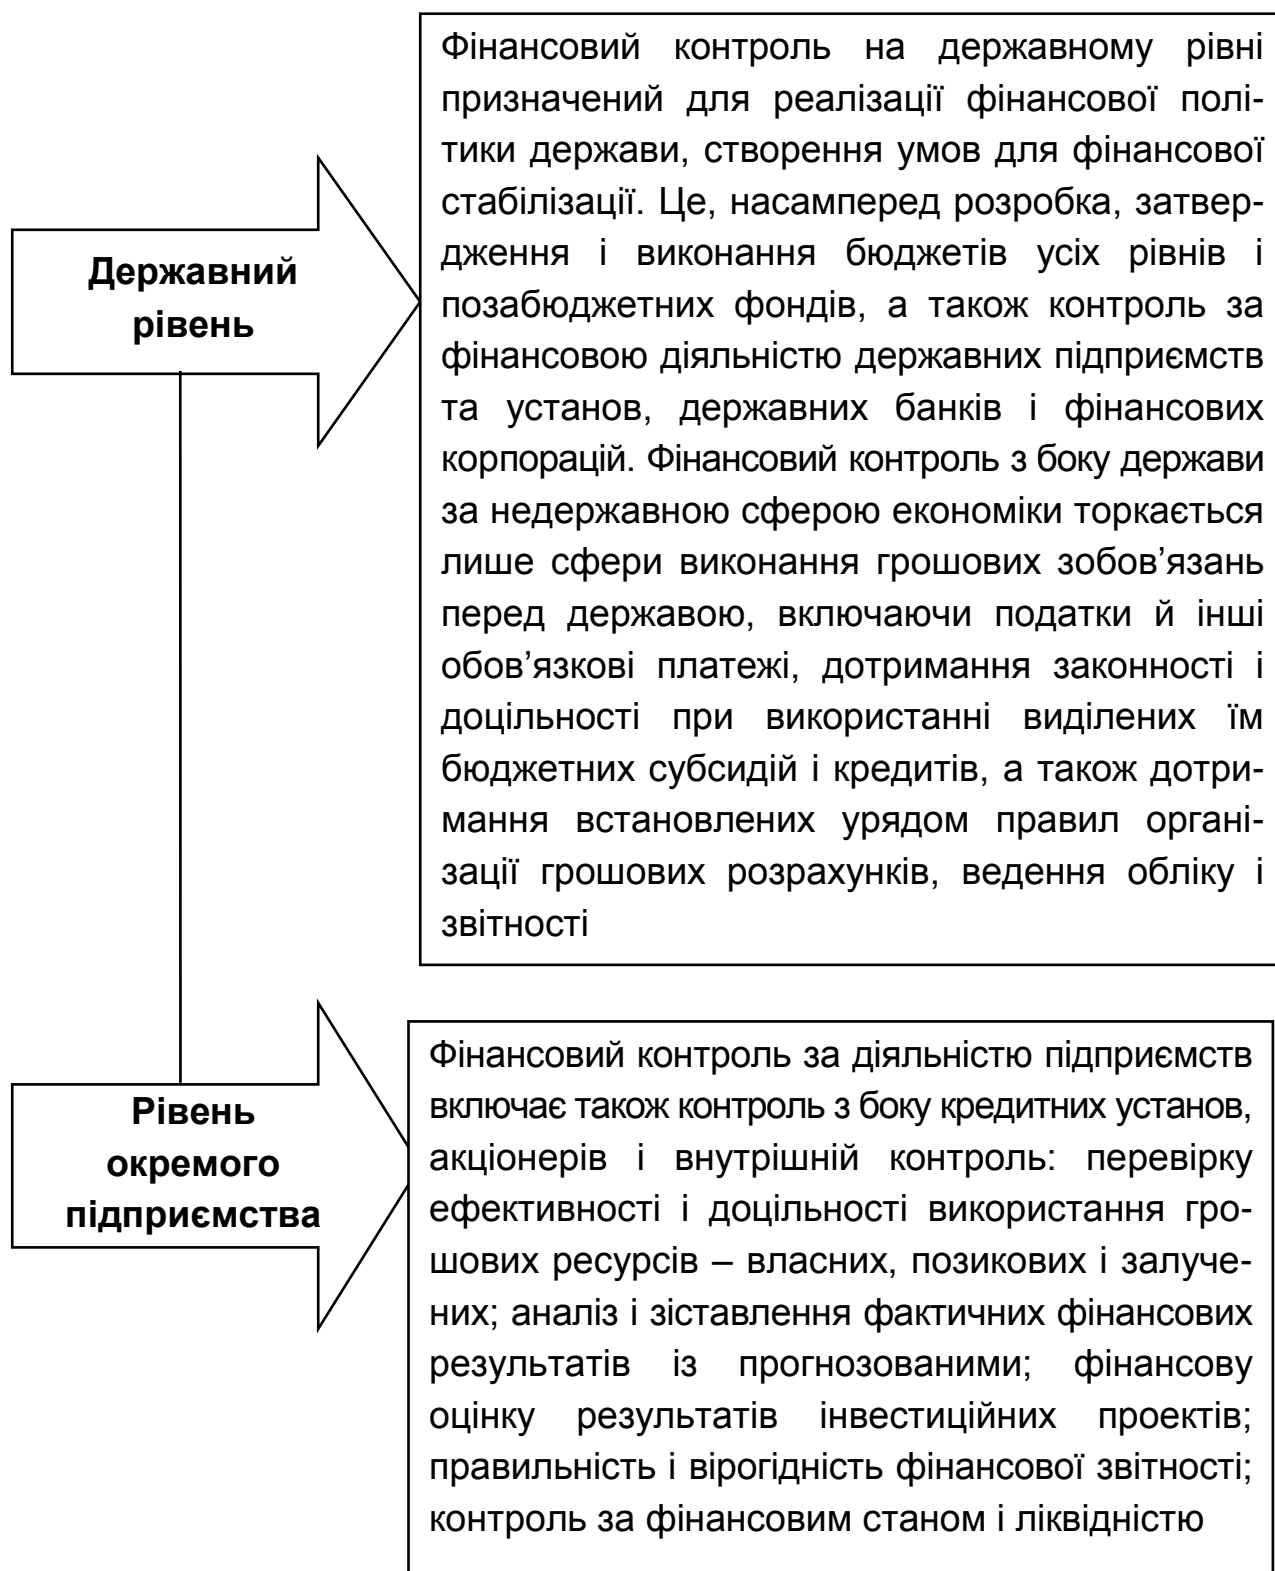 Державний
рівень
Фінансовий контроль на державному рівні
призначений для реалізації фінансової полі-
тики держави, створення умов для фінансової
стабілізації. Це, насамперед розробка, затвер-
дження і виконання бюджетів усіх рівнів і
позабюджетних фондів, а також контроль за
фінансовою діяльністю державних підприємств
та установ, державних банків і фінансових
корпорацій. Фінансовий контроль з боку держави
за недержавною сферою економіки торкається
лише сфери виконання грошових зобов’язань
перед державою, включаючи податки й інші
обов’язкові платежі, дотримання законності і
доцільності при використанні виділених їм
бюджетних субсидій і кредитів, а також дотри-
мання встановлених урядом правил органі-
зації грошових розрахунків, ведення обліку і
звітності
Рівень
окремого
підприємства
Фінансовий контроль за діяльністю підприємств
включає також контроль з боку кредитних установ,
акціонерів і внутрішній контроль: перевірку
ефективності і доцільності використання гро-
шових ресурсів – власних, позикових і залуче-
них; аналіз і зіставлення фактичних фінансових
результатів із прогнозованими; фінансову
оцінку результатів інвестиційних проектів;
правильність і вірогідність фінансової звітності;
контроль за фінансовим станом і ліквідністю